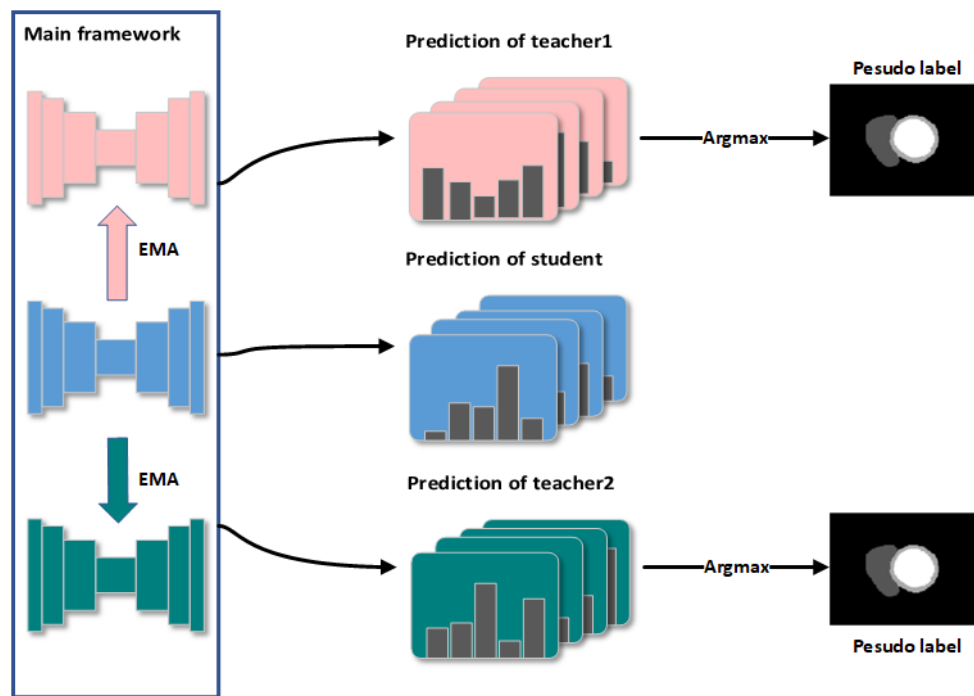 Main framework
Prediction of teacher1
Pesudo label
Argmax
EMA
Prediction of student
EMA
Prediction of teacher2
Argmax
Pesudo label